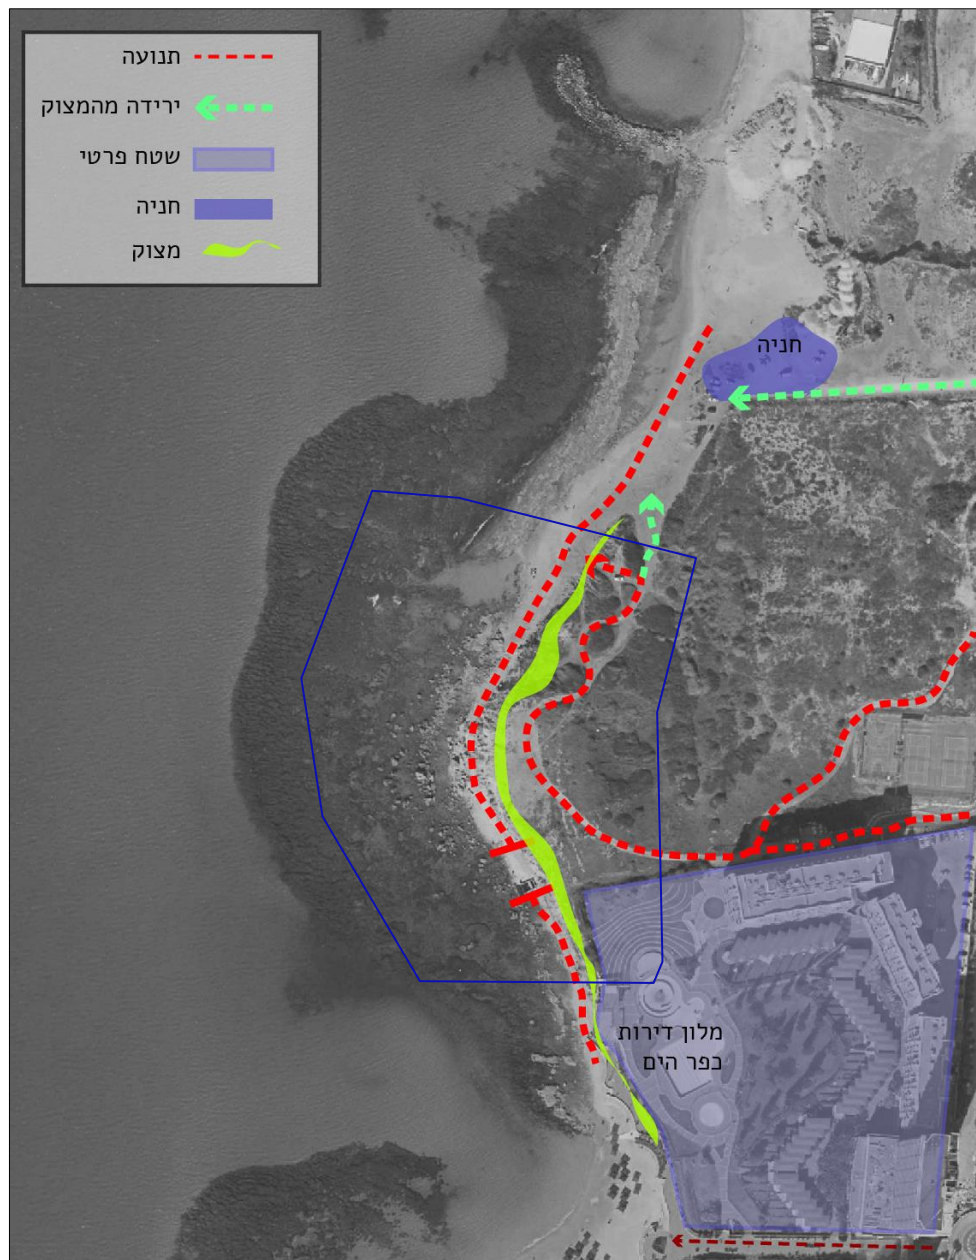 תנועה
ירידה מהמצוק
שטח פרטי
חניה
מצוק
חניה
מלון דירות
כפר הים